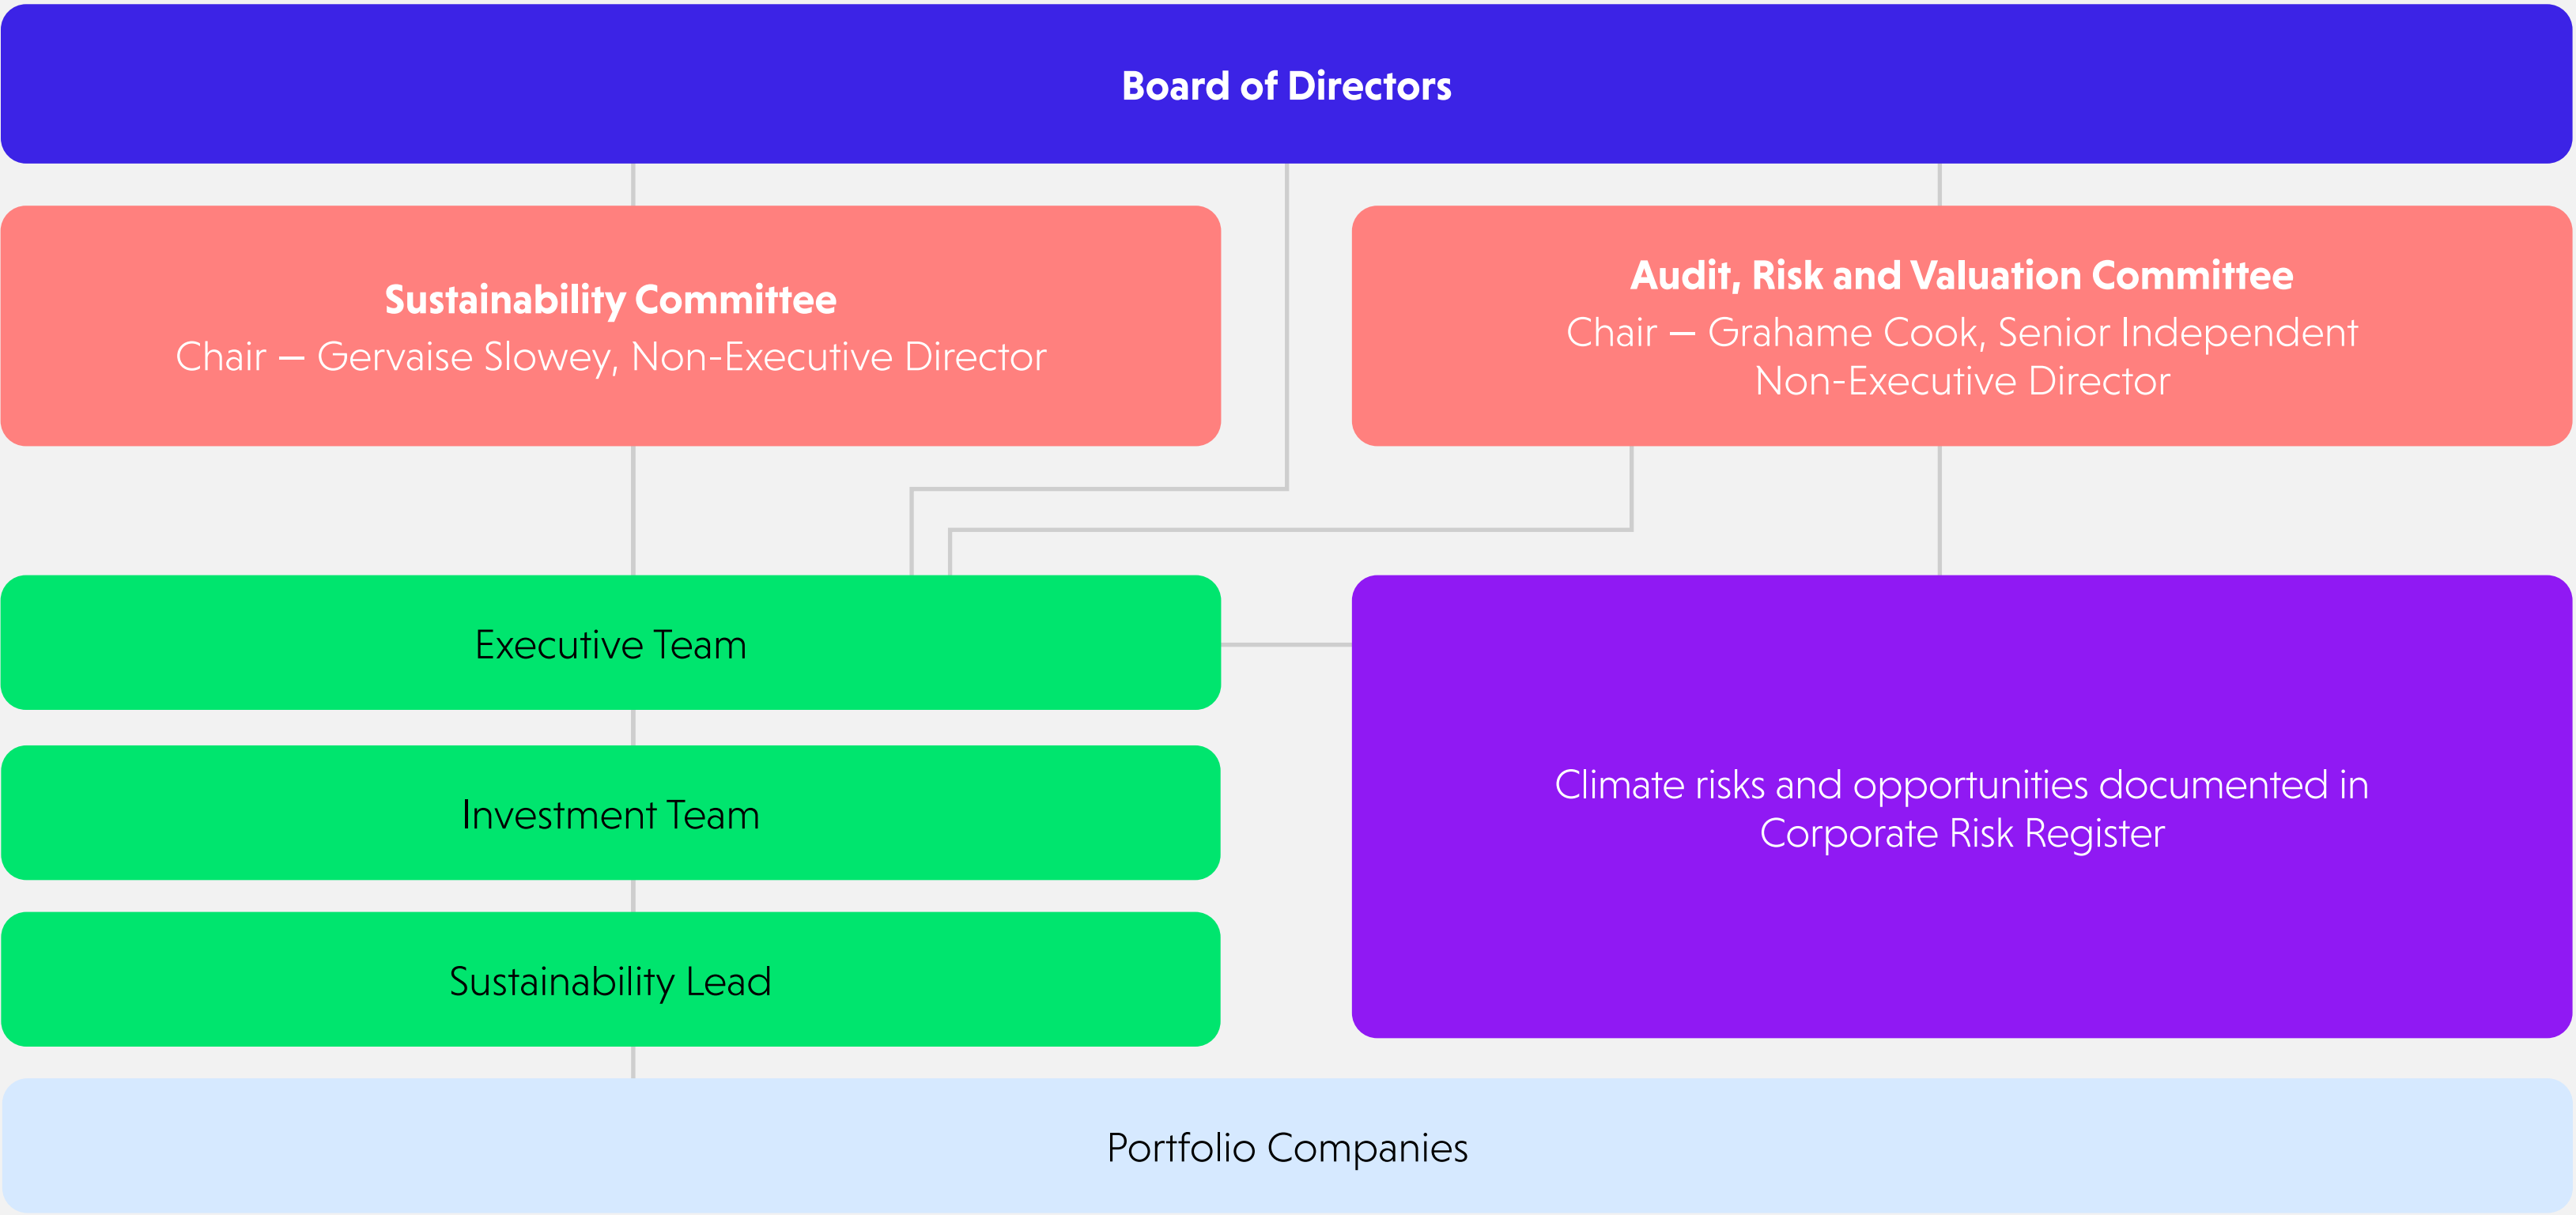 Board of Directors
Sustainability Committee
Chair — Gervaise Slowey, Non-Executive Director
Audit, Risk and Valuation Committee
Chair — Grahame Cook, Senior Independent
Non-Executive Director
Executive Team
Investment Team
Sustainability Lead
Climate risks and opportunities documented in
Corporate Risk Register
Portfolio Companies